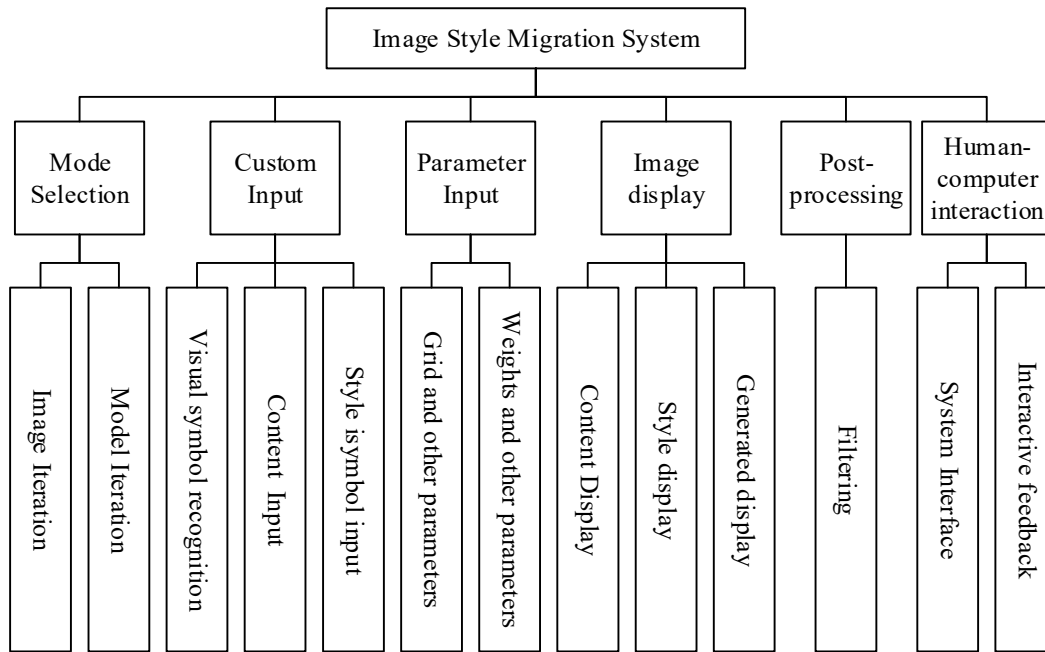 Image Style Migration System
Mode
Selection
Custom
Input
Parameter
Input
Image
display
Post-
processing
Human-
computer
interaction
Image Iteration
Model Iteration
Visual symbol recognition
Content Input
Style isymbol input
Grid and other parameters
Weights and other parameters
Content Display
Style display
Generated display
Filtering
System Interface
Interactive feedback